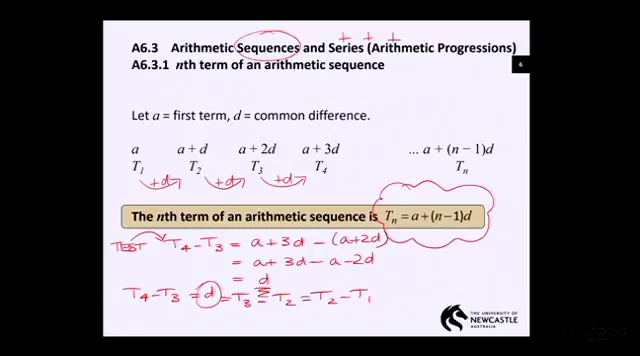 + + +
A6.3 Arithmetic Sequences and Series (Arithmetic Progressions)
A6.3.1 nth term of an arithmetic sequence
6
Let a = first term, d = common difference.
a a + d a + 2d a + 3d ... a + (n − 1)d
T₁ T₂ T₃ T₄ Tₙ
+d +d +d
The nth term of an arithmetic sequence is Tₙ = a + (n − 1)d
TEST T₄ − T₃ = a + 3d − (a + 2d)
= a + 3d − a − 2d
= d
T₄ − T₃ = d = T₃ − T₂ = T₂ − T₁
THE UNIVERSITY OF
NEWCASTLE
AUSTRALIA